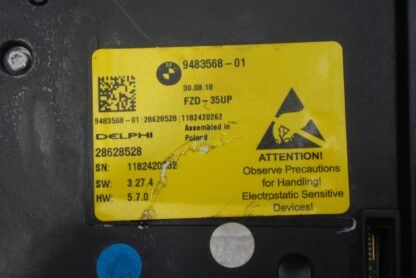 9483568-01
30.08.18
FZD-35UP
9483568-01 28628528 1182420262
DELPHI
Assembled in
Poland
28628528
SN: 1182420262
SW: 3.27.4
HW: 5.7.0
ATTENTION!
Observe Precautions
for Handling!
Electrostatic Sensitive
Devices!